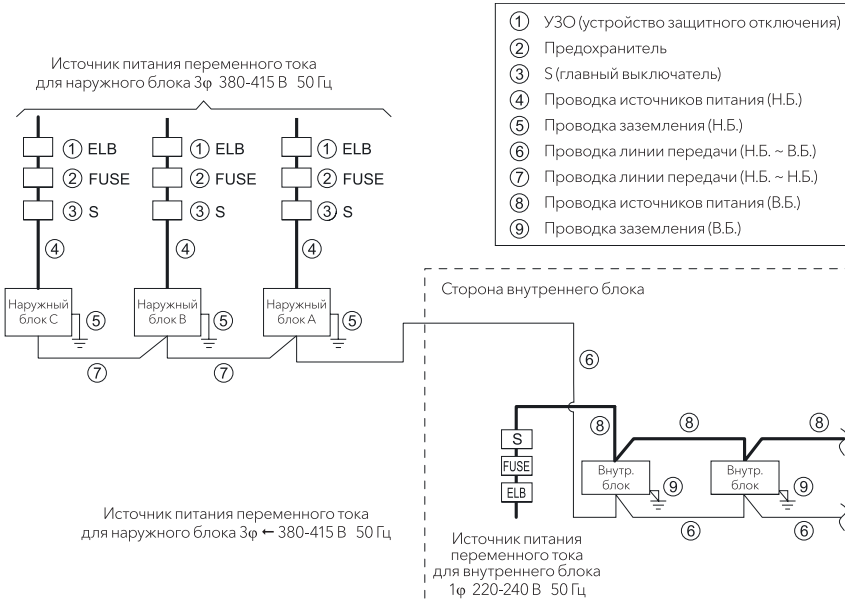 ① УЗО (устройство защитного отключения)
② Предохранитель
③ S (главный выключатель)
④ Проводка источников питания (Н.Б.)
⑤ Проводка заземления (Н.Б.)
⑥ Проводка линии передачи (Н.Б. ~ В.Б.)
⑦ Проводка линии передачи (Н.Б. ~ Н.Б.)
⑧ Проводка источников питания (В.Б.)
⑨ Проводка заземления (В.Б.)
Источник питания переменного тока
для наружного блока 3φ 380-415 В 50 Гц
① ELB ① ELB ① ELB
② FUSE ② FUSE ② FUSE
③ S ③ S ③ S
④ ④ ④
Наружный
блок С
⑤
Наружный
блок В
⑤
Наружный
блок А
⑤
⑦ ⑦
Сторона внутреннего блока
⑥
⑧ ⑧ ⑧
S
FUSE
ELB
Внутр.
блок
⑨
Внутр.
блок
⑨
⑥ ⑥
Источник питания переменного тока
для наружного блока 3φ ← 380-415 В 50 Гц
Источник питания
переменного тока
для внутреннего блока
1φ 220-240 В 50 Гц